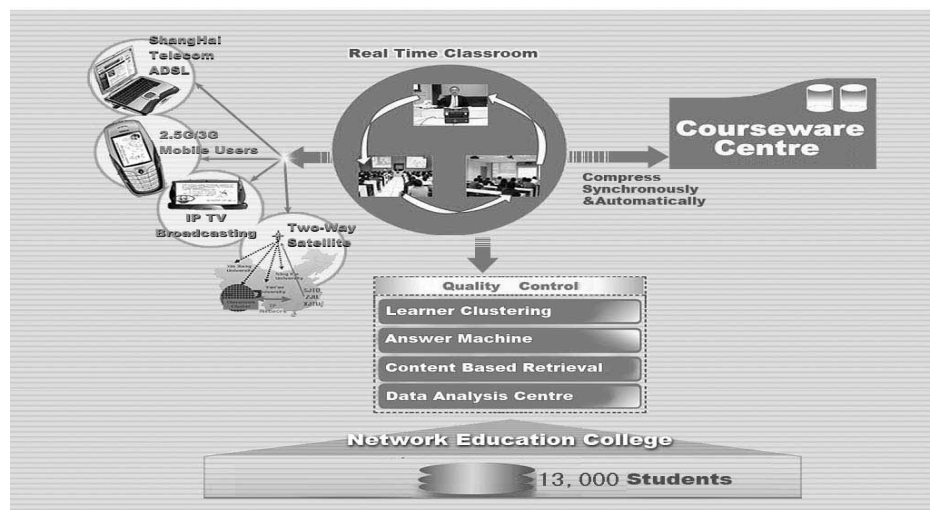 ShangHai
Telecom
ADSL
Real Time Classroom
2.5G/3G
Mobile Users
Courseware
Centre
Compress
Synchronously
&Automatically
IP TV
Broadcasting
Two-Way
Satellite
University
Network
Quality Control
Learner Clustering
Answer Machine
Content Based Retrieval
Data Analysis Centre
Network Education College
13, 000 Students